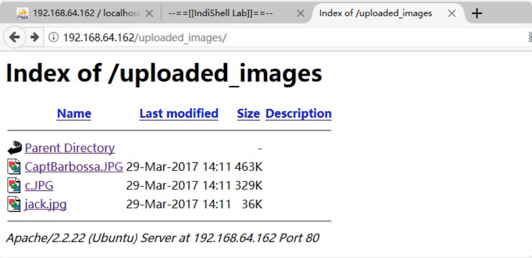 192.168.64.162 / localhost
--==[[IndiShell Lab]]==--
Index of /uploaded_images
192.168.64.162/uploaded_images/
Index of /uploaded_images
Name Last modified Size Description
Parent Directory -
CaptBarbossa.JPG 29-Mar-2017 14:11 463K
c.JPG 29-Mar-2017 14:11 329K
jack.jpg 29-Mar-2017 14:11 36K
Apache/2.2.22 (Ubuntu) Server at 192.168.64.162 Port 80